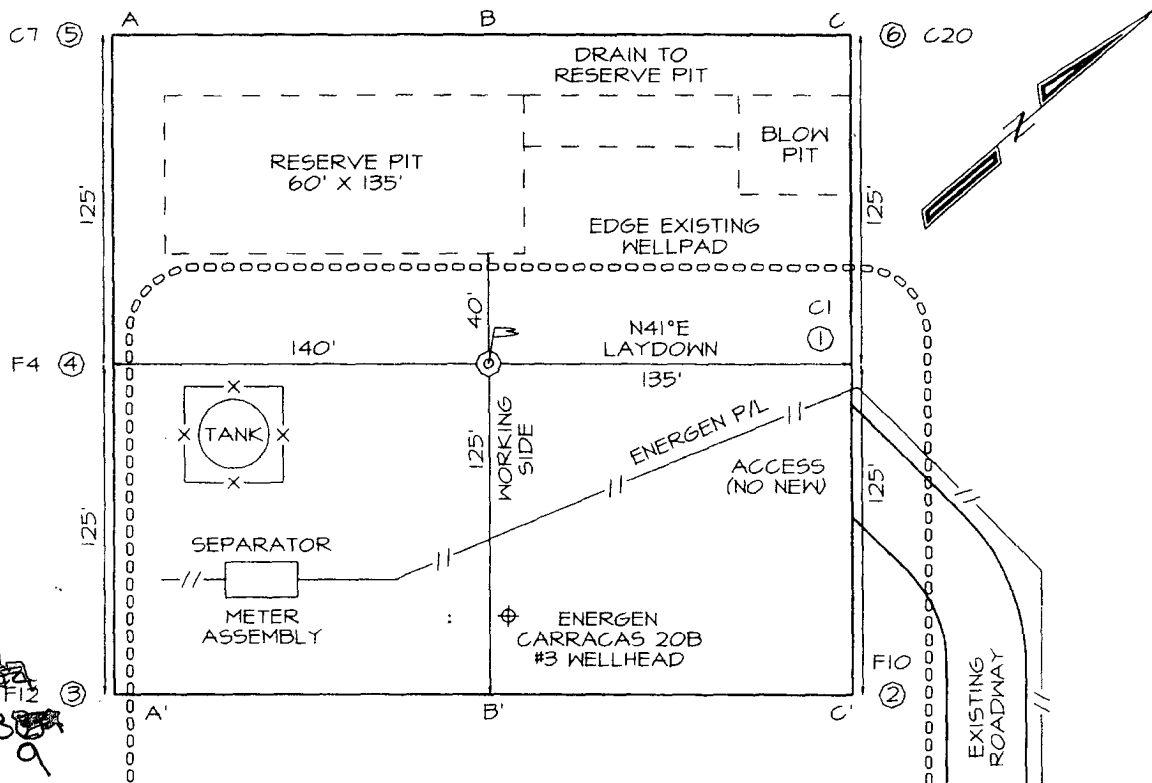 A B C
C7 5
6 C20
DRAIN TO
RESERVE PIT
N
BLOW
PIT
RESERVE PIT
60' X 135'
125'
125'
EDGE EXISTING
WELLPAD
40'
C1
1
N41°E
LAYDOWN
F4 4
140'
135'
TANK
WORKING
SIDE
125'
ENERGEN P/L
ACCESS
(NO NEW)
125'
125'
SEPARATOR
METER
ASSEMBLY
ENERGEN
CARRACAS 20B
#3 WELLHEAD
F10
2
F12 3
9
A' B' C'
EXISTING
ROADWAY